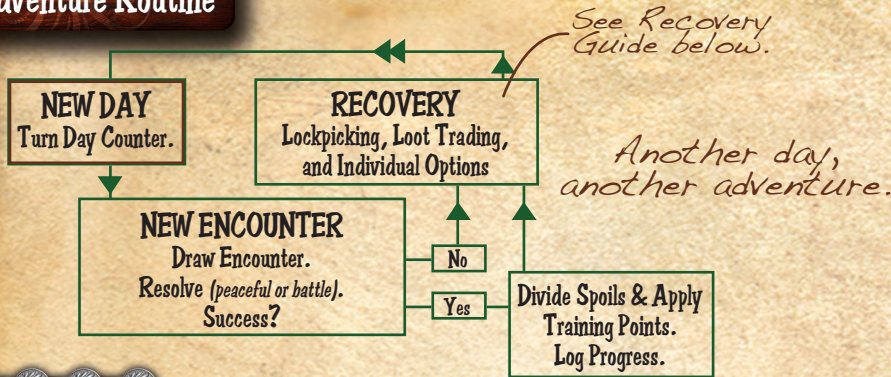 Adventure Routine
See Recovery
Guide below.
NEW DAY
Turn Day Counter.
RECOVERY
Lockpicking, Loot Trading,
and Individual Options
Another day,
another adventure.
NEW ENCOUNTER
Draw Encounter.
Resolve (peaceful or battle).
Success?
No
Yes
Divide Spoils & Apply
Training Points.
Log Progress.